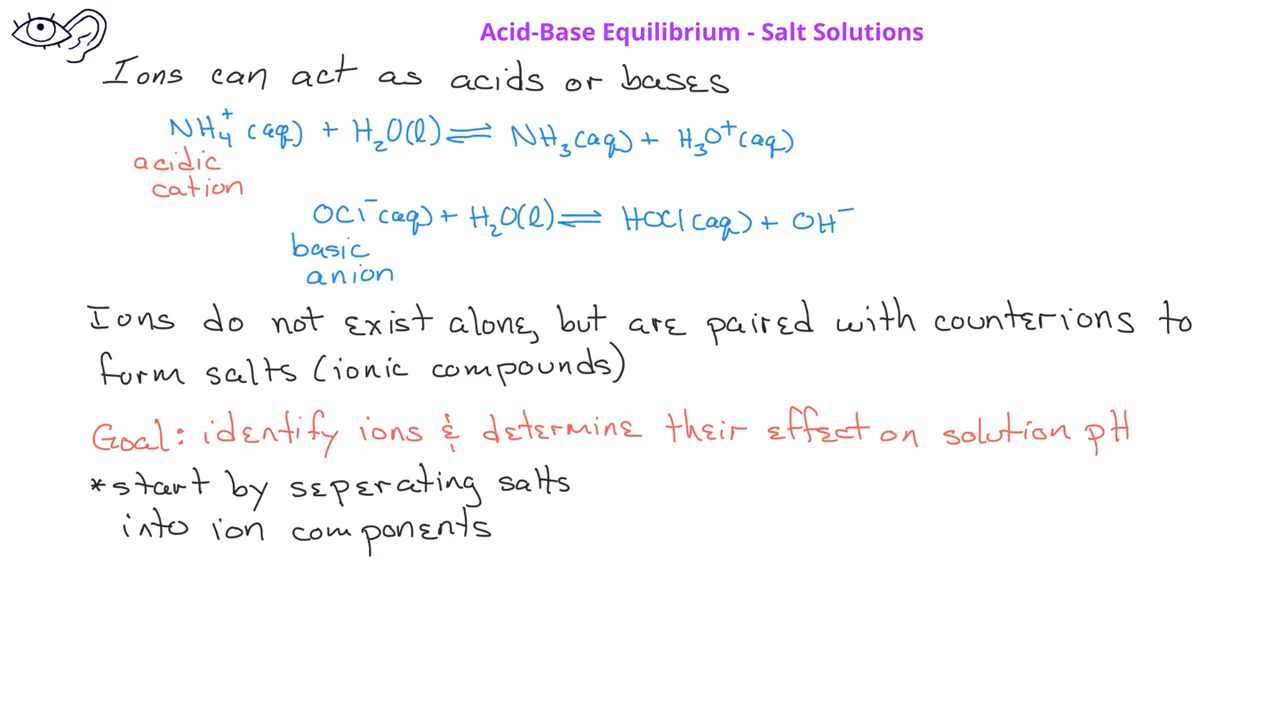 Acid-Base Equilibrium - Salt Solutions
Ions can act as acids or bases
NH₄⁺(aq) + H₂O(l) ⇌ NH₃(aq) + H₃O⁺(aq)
acidic
cation
OCl⁻(aq) + H₂O(l) ⇌ HOCl(aq) + OH⁻
basic
anion
Ions do not exist alone, but are paired with counterions to
form salts (ionic compounds)
Goal: identify ions & determine their effect on solution pH
*start by seperating salts
into ion components